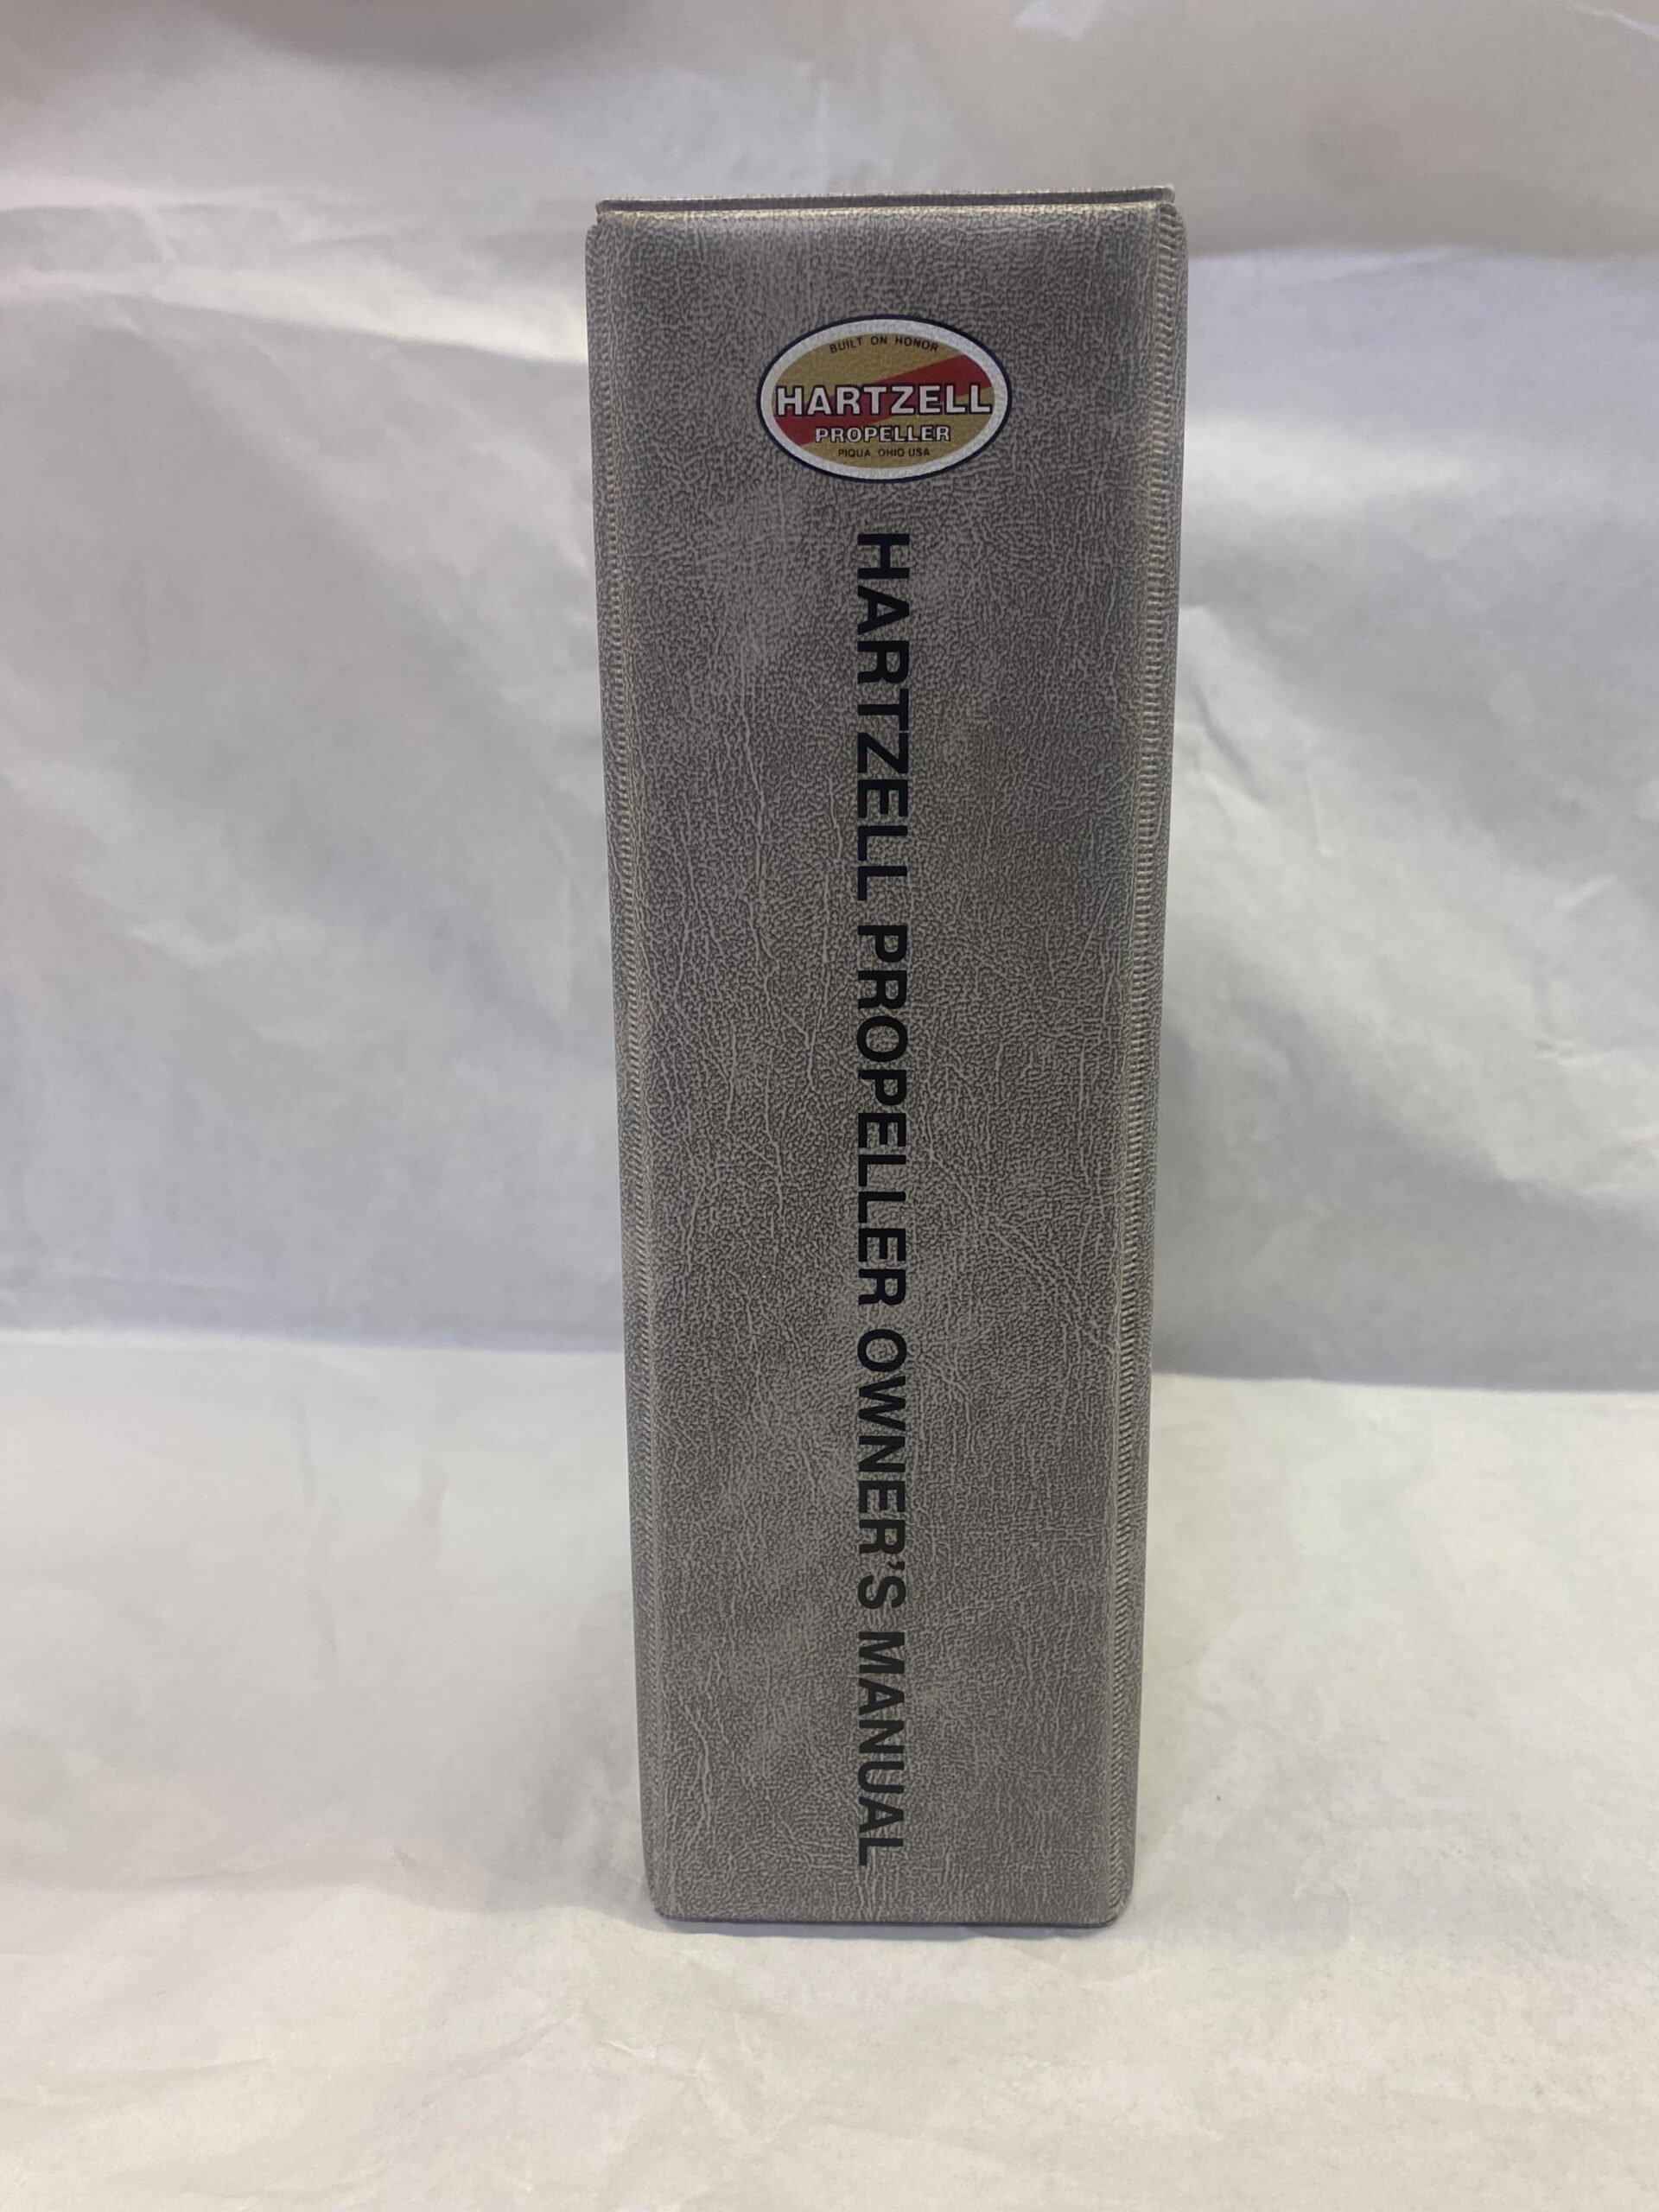 BUILT ON HONOR
HARTZELL
PROPELLER
PIQUA, OHIO USA
HARTZELL PROPELLER OWNER'S MANUAL